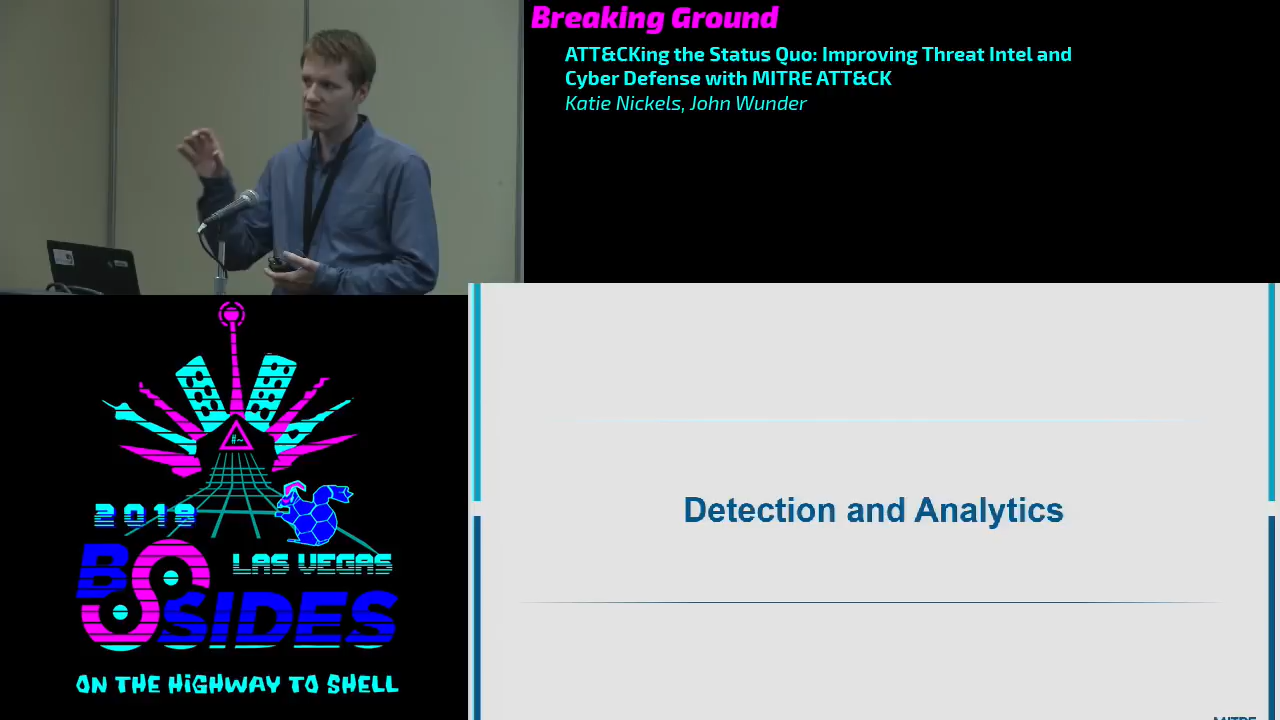 Breaking Ground
ATT&CKing the Status Quo: Improving Threat Intel and
Cyber Defense with MITRE ATT&CK
Katie Nickels, John Wunder
#~
2018
LAS VEGAS
BSIDES
ON THE HiGHWAY TO SHELL
Detection and Analytics
MITRE